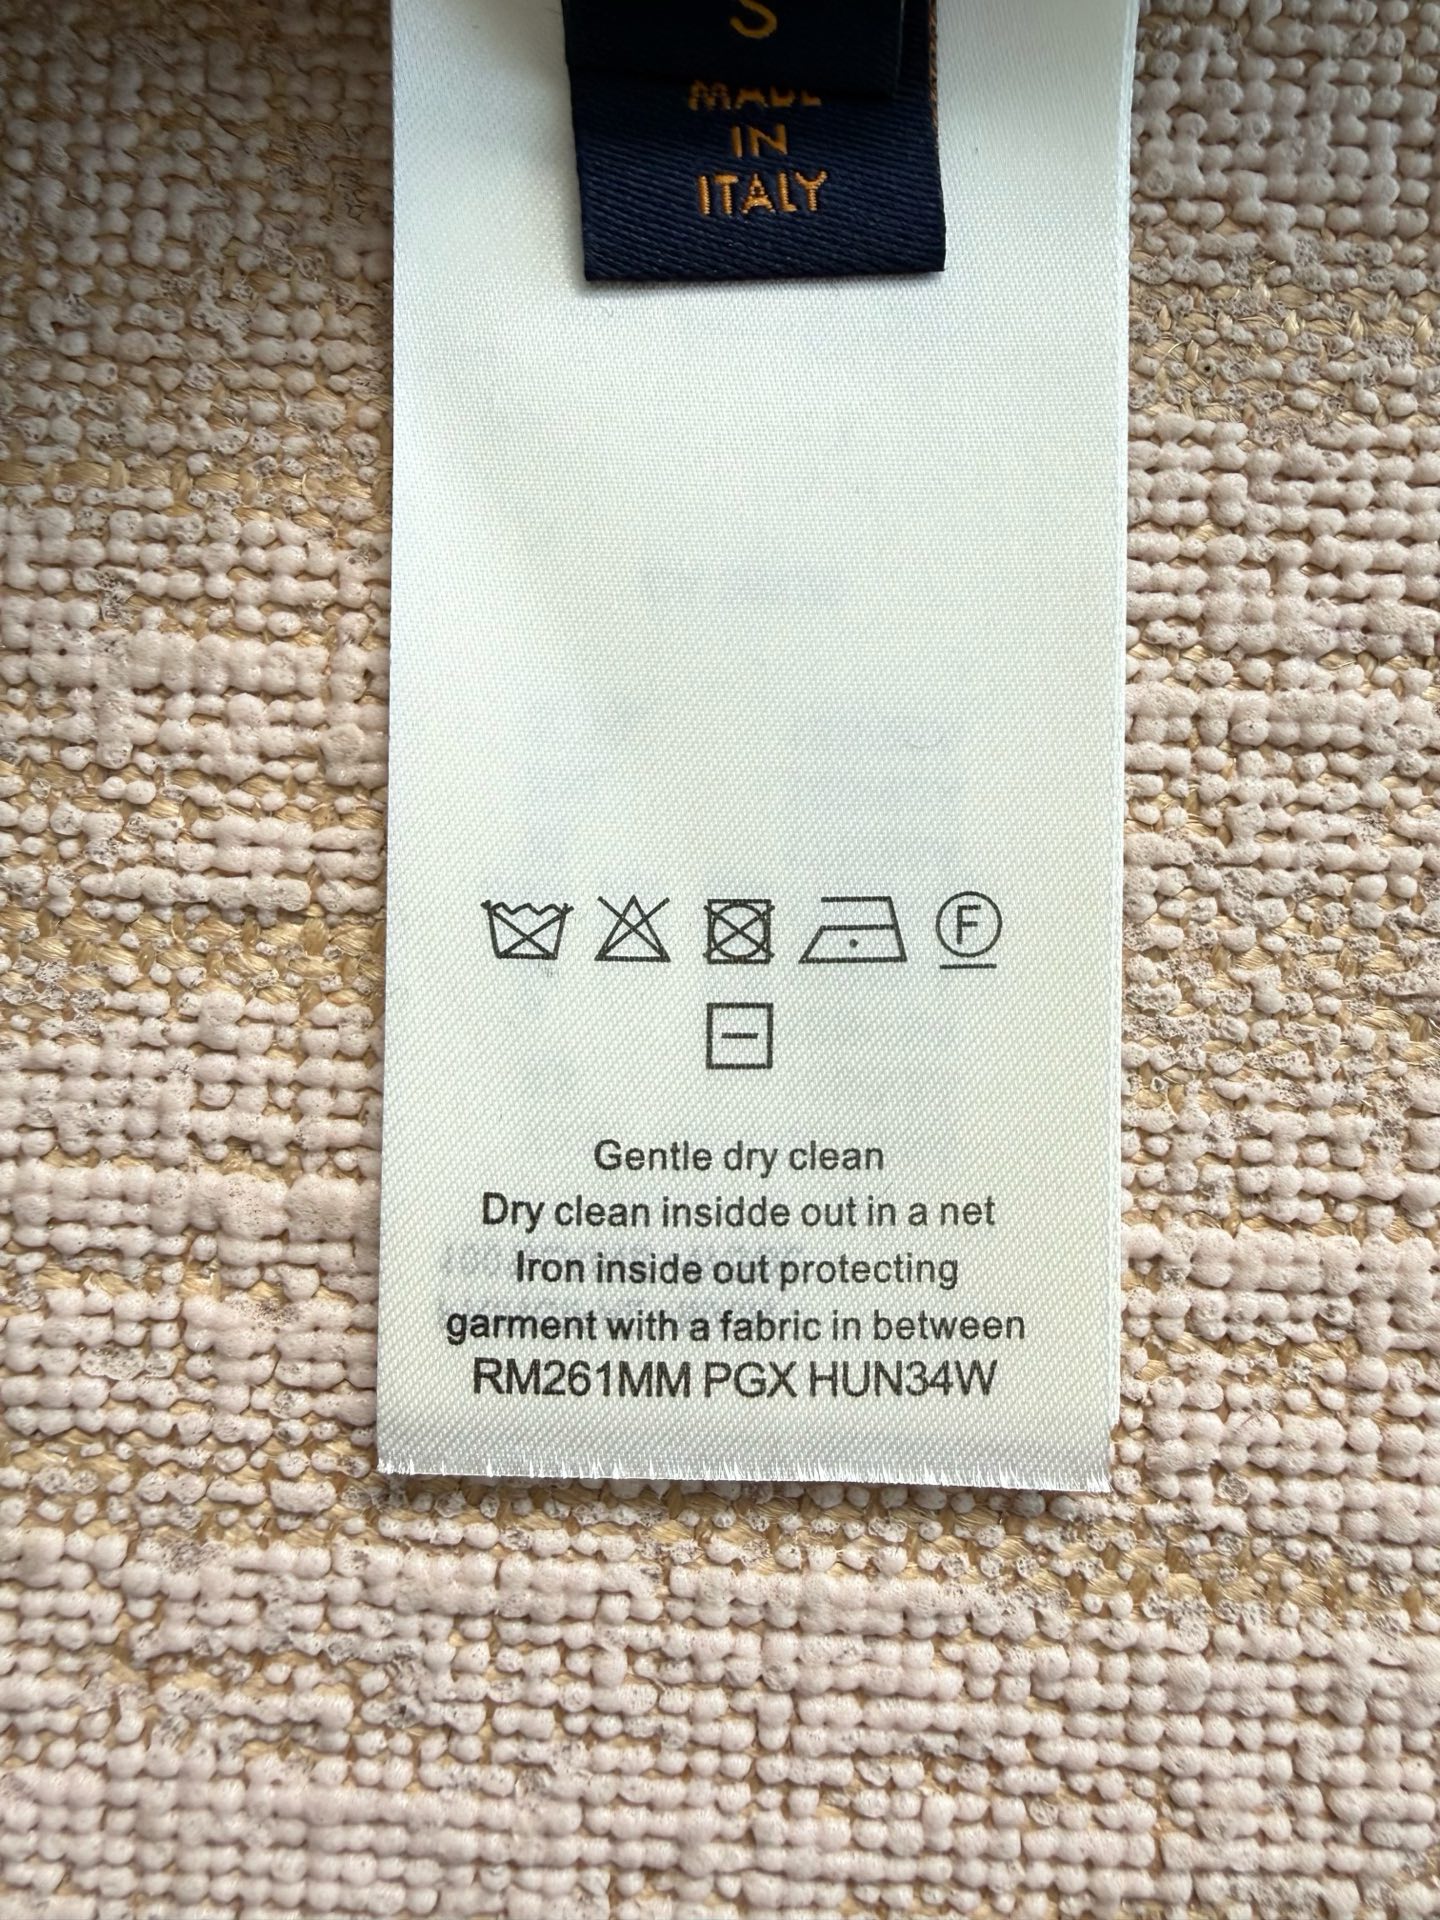 S
MADE
IN
ITALY
F
Gentle dry clean
Dry clean insidde out in a net
Iron inside out protecting
garment with a fabric in between
RM261MM PGX HUN34W